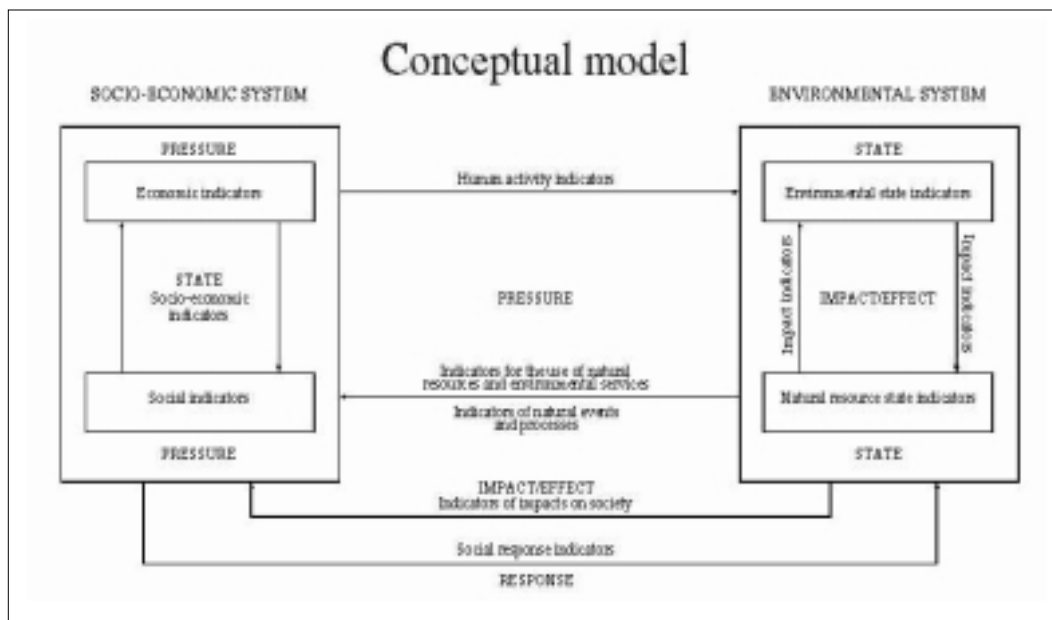 Conceptual model
SOCIO-ECONOMIC SYSTEM
ENVIRONMENTAL SYSTEM
PRESSURE
Economic indicators
STATE
Socio-economic
indicators
Social indicators
PRESSURE
Human activity indicators
PRESSURE
Indicators for the use of natural
resources and environmental services
Indicators of natural events
and processes
STATE
Environmental state indicators
Impact indicators
IMPACT/EFFECT
Impact indicators
Natural resource state indicators
STATE
IMPACT/EFFECT
Indicators of impacts on society
Social response indicators
RESPONSE